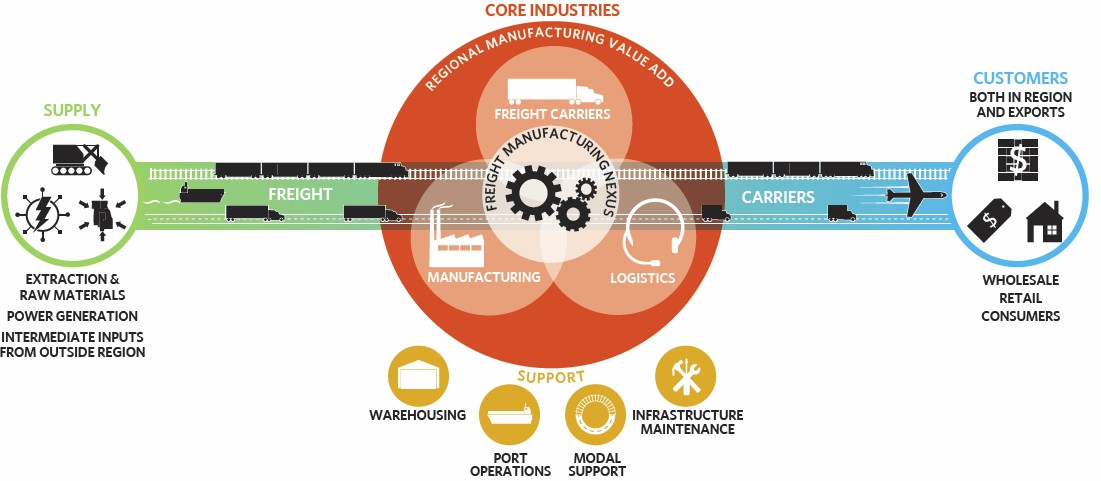 CORE INDUSTRIES
REGIONAL MANUFACTURING VALUE ADD
FREIGHT CARRIERS
FREIGHT MANUFACTURING NEXUS
MANUFACTURING
LOGISTICS
SUPPLY
FREIGHT
CARRIERS
EXTRACTION &
RAW MATERIALS
POWER GENERATION
INTERMEDIATE INPUTS
FROM OUTSIDE REGION
CUSTOMERS
BOTH IN REGION
AND EXPORTS
$
$
WHOLESALE
RETAIL
CONSUMERS
SUPPORT
WAREHOUSING
PORT
OPERATIONS
MODAL
SUPPORT
INFRASTRUCTURE
MAINTENANCE